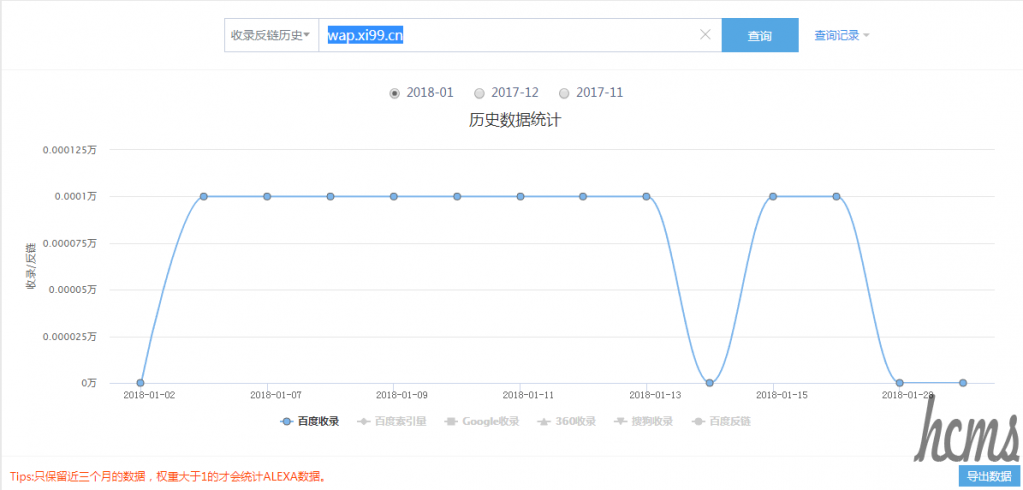 收录反链历史
wap.xi99.cn
查询
查询记录
2018-01 2017-12 2017-11
历史数据统计
收录/反链
0.000125万
0.0001万
0.000075万
0.00005万
0.000025万
0万
2018-01-02 2018-01-07 2018-01-09 2018-01-11 2018-01-13 2018-01-15 2018-01-23
百度收录 百度索引量 Google收录 360收录 搜狗收录 百度反链
hcms
Tips:只保留近三个月的数据，权重大于1的才会统计ALEXA数据。
导出数据